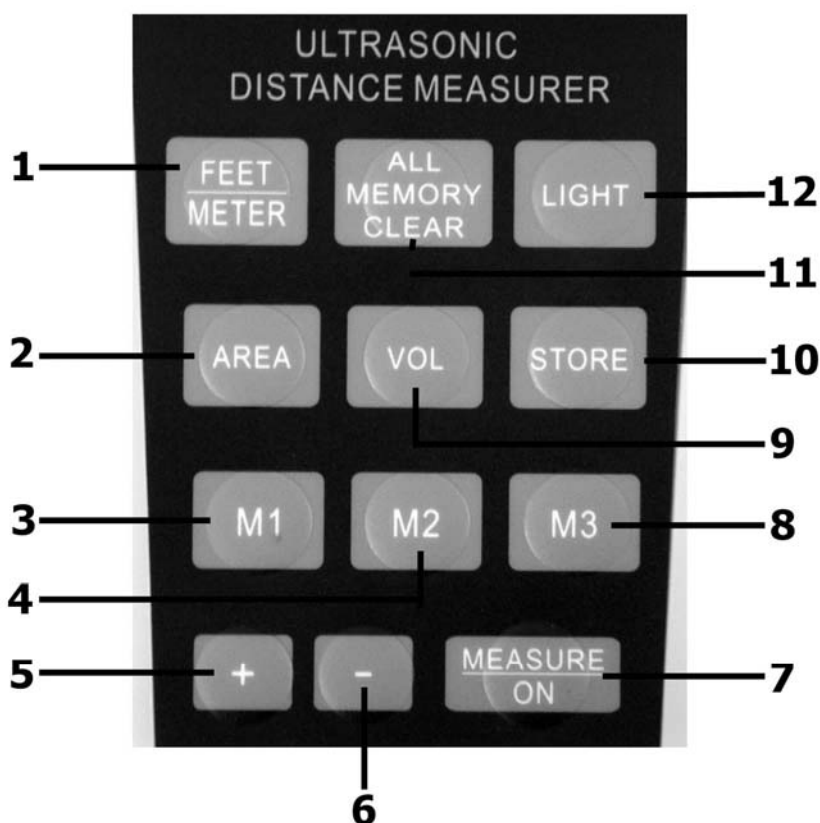 ULTRASONIC
DISTANCE MEASURER
1
FEET
METER
ALL
MEMORY
CLEAR
LIGHT
12
11
2
AREA
VOL
STORE
10
9
3
M1
M2
M3
8
4
5
+
-
MEASURE
ON
7
6